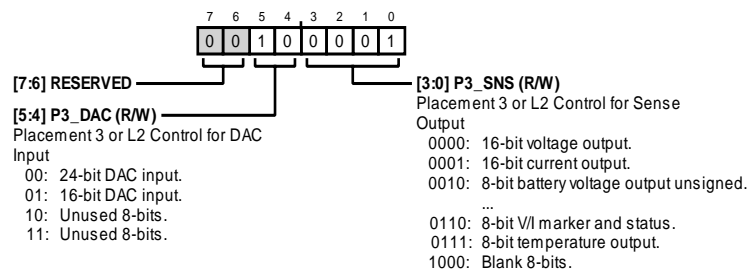 7 6 5 4 3 2 1 0
0 0 1 0 0 0 0 1
[7:6] RESERVED
[5:4] P3_DAC (R/W)
Placement 3 or L2 Control for DAC
Input
00: 24-bit DAC input.
01: 16-bit DAC input.
10: Unused 8-bits.
11: Unused 8-bits.
[3:0] P3_SNS (R/W)
Placement 3 or L2 Control for Sense
Output
0000: 16-bit voltage output.
0001: 16-bit current output.
0010: 8-bit battery voltage output unsigned.
...
0110: 8-bit V/I marker and status.
0111: 8-bit temperature output.
1000: Blank 8-bits.